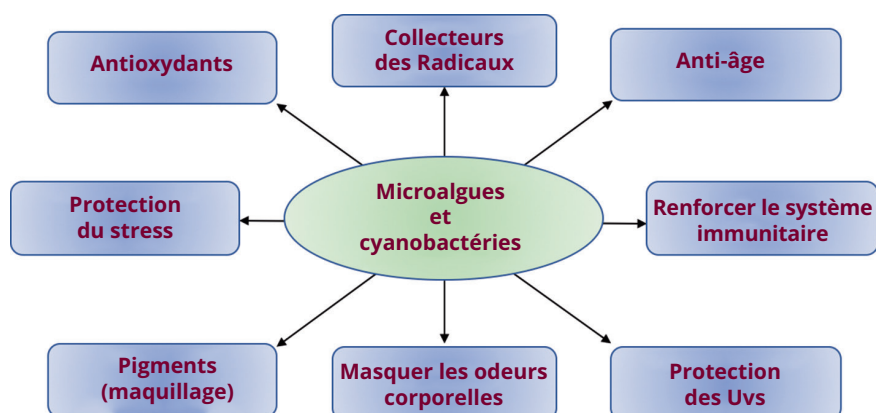 Antioxydants
Collecteurs
des Radicaux
Anti-âge
Protection
du stress
Microalgues
et
cyanobactéries
Renforcer le système
immunitaire
Pigments
(maquillage)
Masquer les odeurs
corporelles
Protection
des Uvs